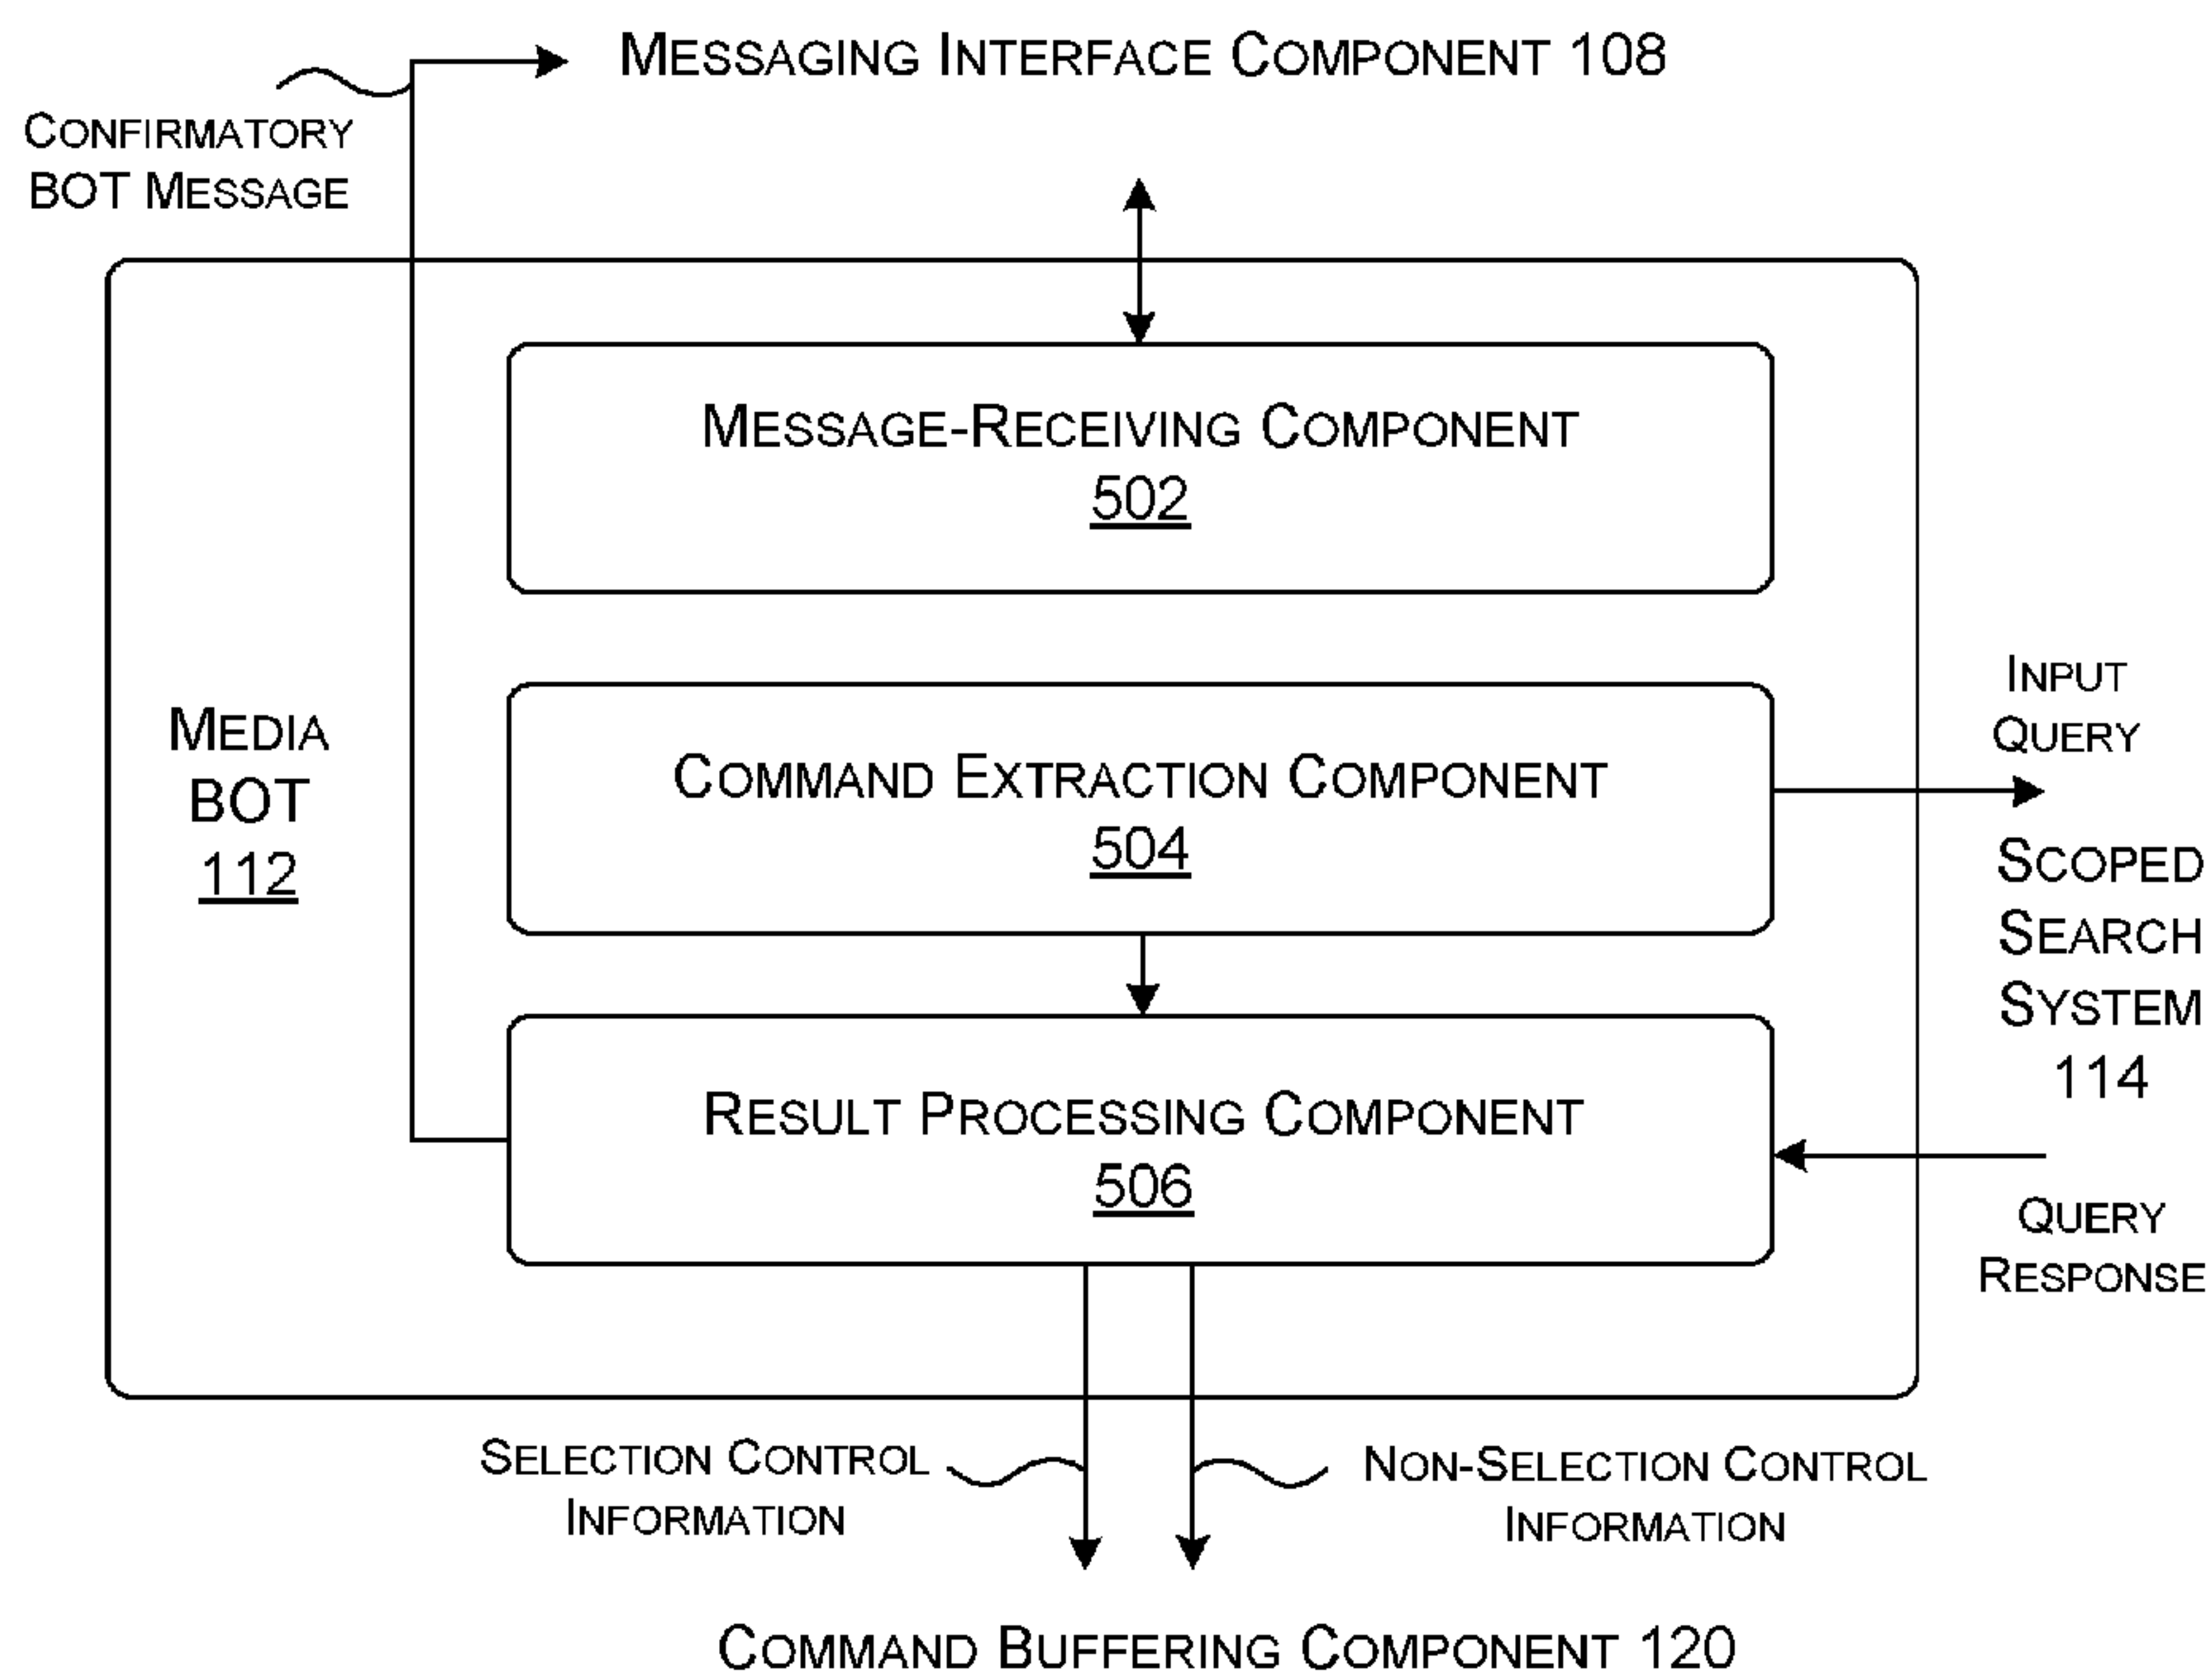 MESSAGING INTERFACE COMPONENT 108
CONFIRMATORY
BOT MESSAGE
MESSAGE-RECEIVING COMPONENT
502
MEDIA
BOT
112
COMMAND EXTRACTION COMPONENT
504
INPUT
QUERY
SCOPED
SEARCH
SYSTEM
114
RESULT PROCESSING COMPONENT
506
QUERY
RESPONSE
SELECTION CONTROL
INFORMATION
NON-SELECTION CONTROL
INFORMATION
COMMAND BUFFERING COMPONENT 120